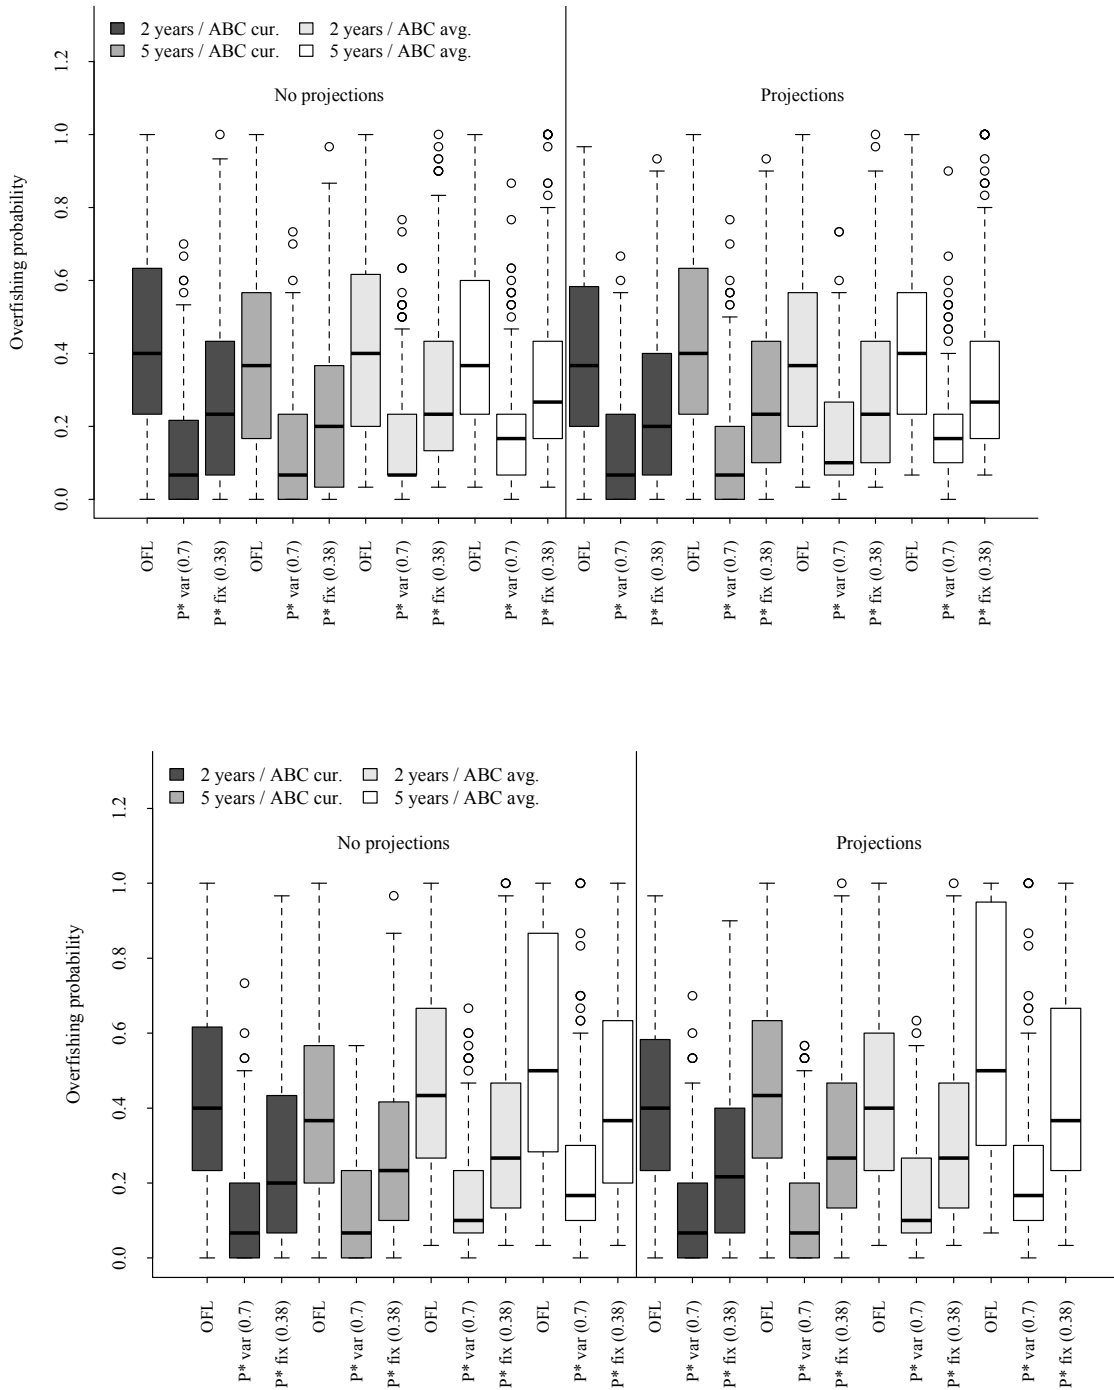 2 years / ABC cur. 2 years / ABC avg.
5 years / ABC cur. 5 years / ABC avg.
No projections Projections
Overfishing probability
0.0 0.2 0.4 0.6 0.8 1.0 1.2
OFL P* var (0.7) P* fix (0.38) OFL P* var (0.7) P* fix (0.38) OFL P* var (0.7) P* fix (0.38) OFL P* var (0.7) P* fix (0.38) OFL P* var (0.7) P* fix (0.38) OFL P* var (0.7) P* fix (0.38) OFL P* var (0.7) P* fix (0.38) OFL P* var (0.7) P* fix (0.38)
2 years / ABC cur. 2 years / ABC avg.
5 years / ABC cur. 5 years / ABC avg.
No projections Projections
Overfishing probability
0.0 0.2 0.4 0.6 0.8 1.0 1.2
OFL P* var (0.7) P* fix (0.38) OFL P* var (0.7) P* fix (0.38) OFL P* var (0.7) P* fix (0.38) OFL P* var (0.7) P* fix (0.38) OFL P* var (0.7) P* fix (0.38) OFL P* var (0.7) P* fix (0.38) OFL P* var (0.7) P* fix (0.38) OFL P* var (0.7) P* fix (0.38)